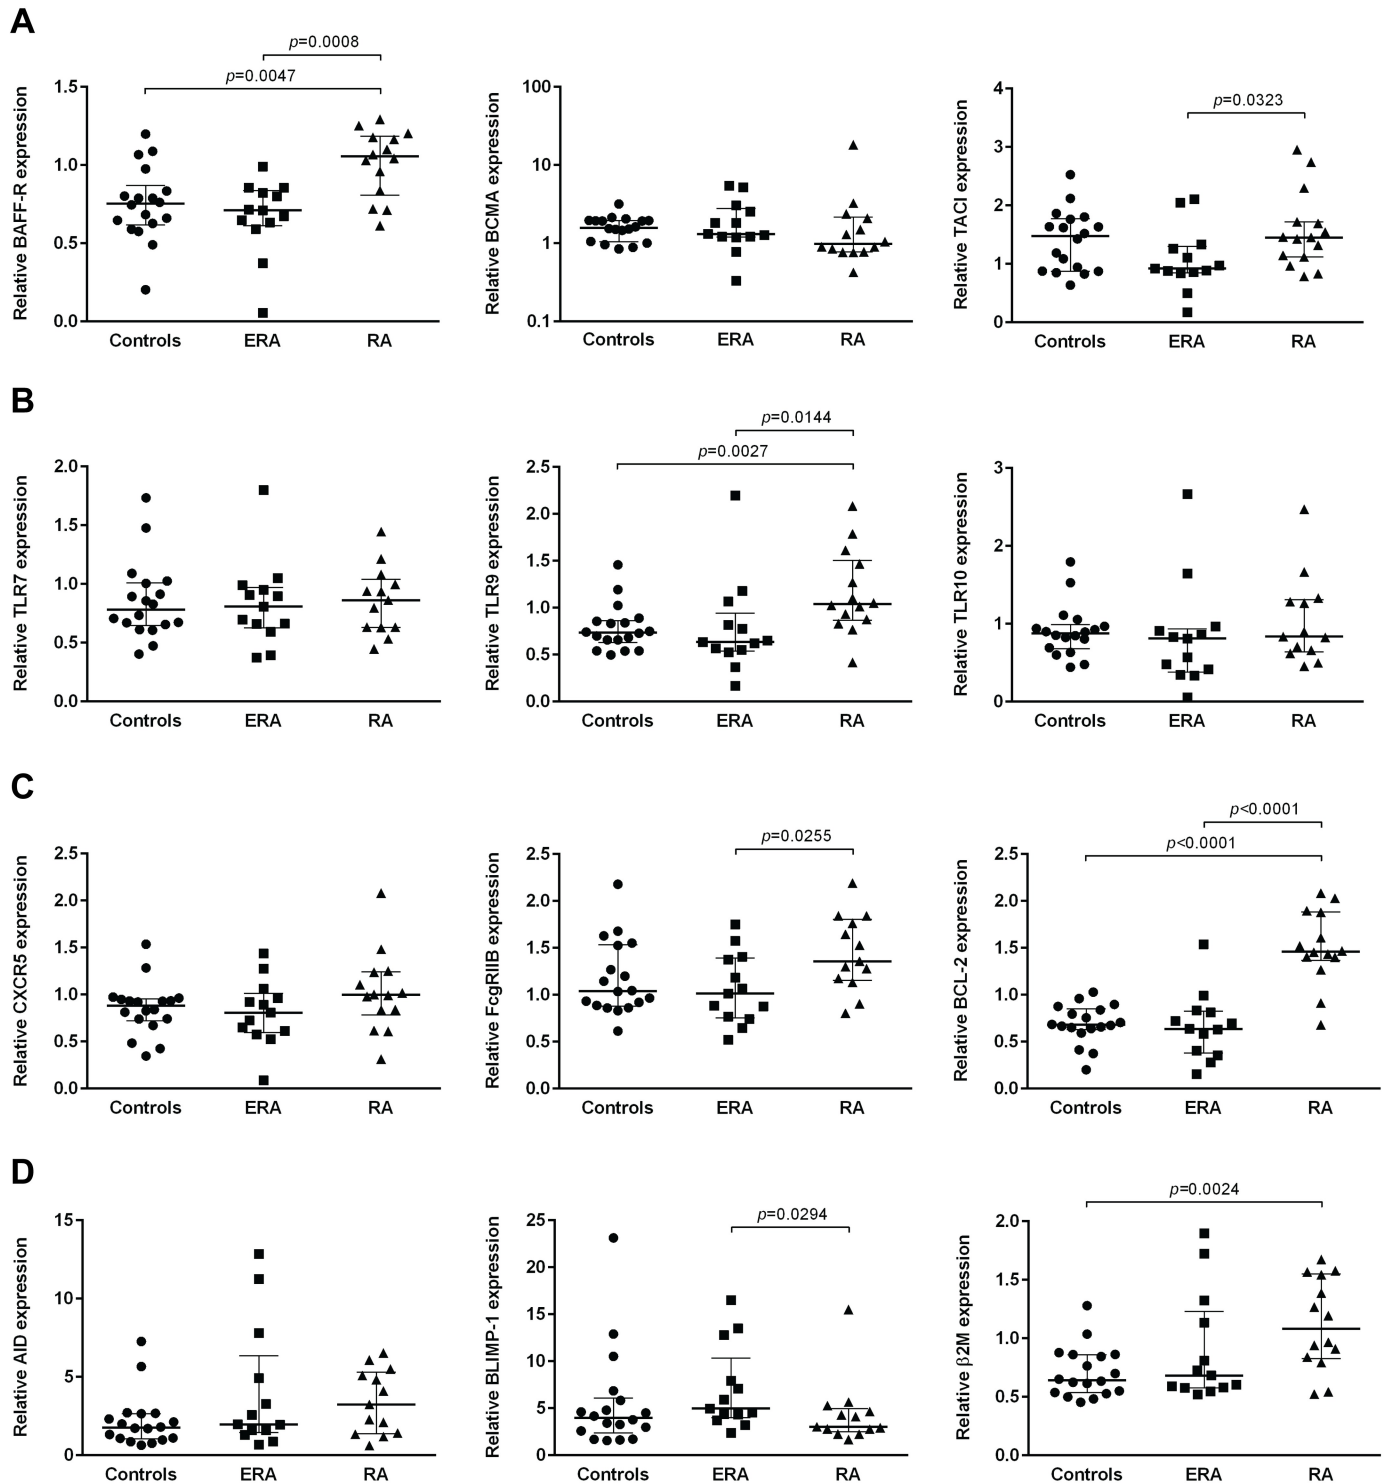 A
p=0.0008
p=0.0047
p=0.0323
Relative BAFF-R expression
1.5
1.0
0.5
0.0
Controls ERA RA
Relative BCMA expression
100
10
1
0.1
Controls ERA RA
Relative TACI expression
4
3
2
1
0
Controls ERA RA
B
p=0.0144
p=0.0027
Relative TLR7 expression
2.0
1.5
1.0
0.5
0.0
Controls ERA RA
Relative TLR9 expression
2.5
2.0
1.5
1.0
0.5
0.0
Controls ERA RA
Relative TLR10 expression
3
2
1
0
Controls ERA RA
C
p=0.0255
p<0.0001
p<0.0001
Relative CXCR5 expression
2.5
2.0
1.5
1.0
0.5
0.0
Controls ERA RA
Relative FcgRIIB expression
2.5
2.0
1.5
1.0
0.5
0.0
Controls ERA RA
Relative BCL-2 expression
2.5
2.0
1.5
1.0
0.5
0.0
Controls ERA RA
D
p=0.0294
p=0.0024
Relative AID expression
15
10
5
0
Controls ERA RA
Relative BLIMP-1 expression
25
20
15
10
5
0
Controls ERA RA
Relative β2M expression
2.0
1.5
1.0
0.5
0.0
Controls ERA RA